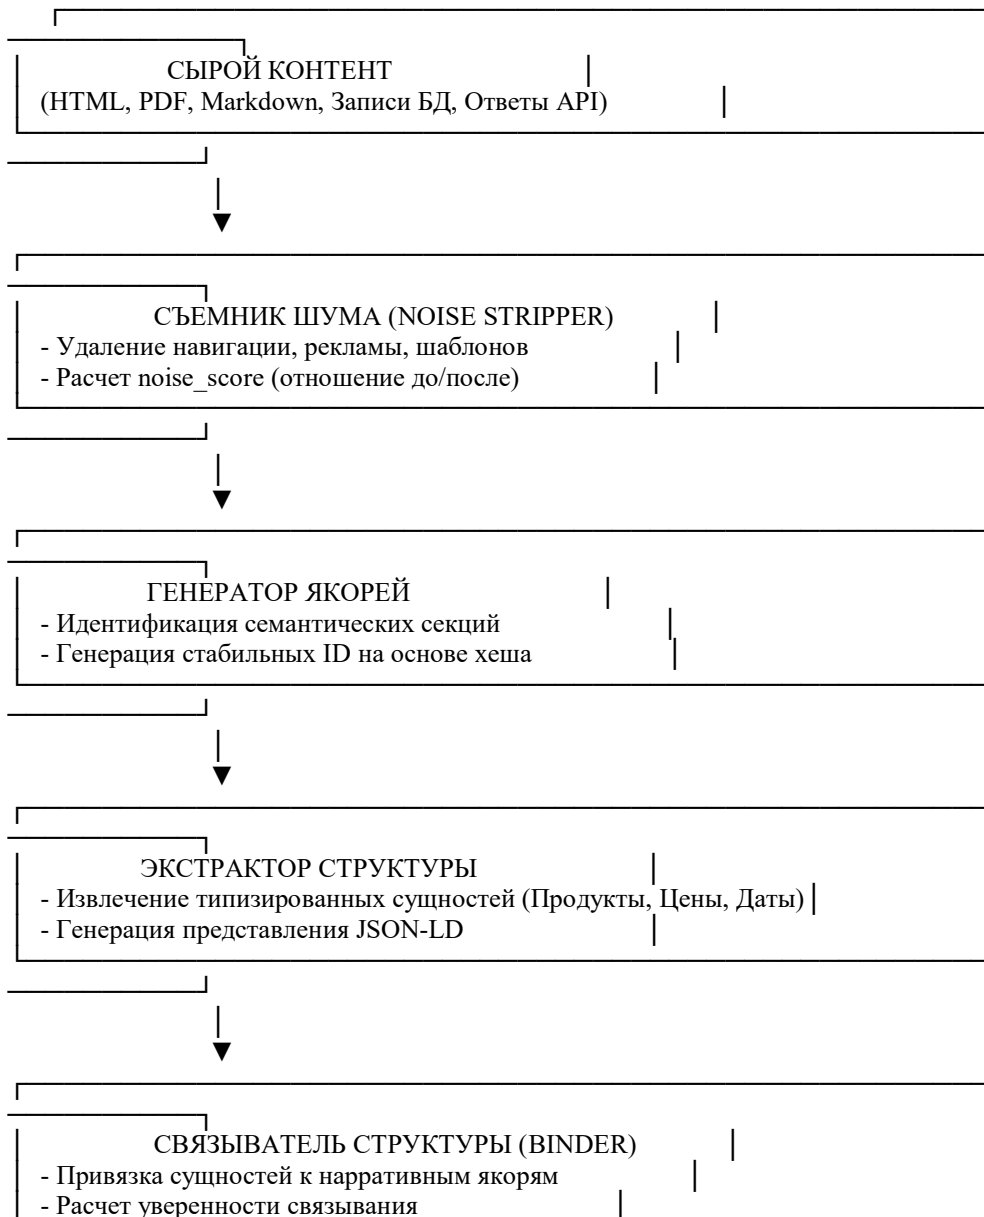 СЫРОЙ КОНТЕНТ
(HTML, PDF, Markdown, Записи БД, Ответы API)
СЪЕМНИК ШУМА (NOISE STRIPPER)
- Удаление навигации, рекламы, шаблонов
- Расчет noise_score (отношение до/после)
ГЕНЕРАТОР ЯКОРЕЙ
- Идентификация семантических секций
- Генерация стабильных ID на основе хеша
ЭКСТРАКТОР СТРУКТУРЫ
- Извлечение типизированных сущностей (Продукты, Цены, Даты)
- Генерация представления JSON-LD
СВЯЗЫВАТЕЛЬ СТРУКТУРЫ (BINDER)
- Привязка сущностей к нарративным якорям
- Расчет уверенности связывания